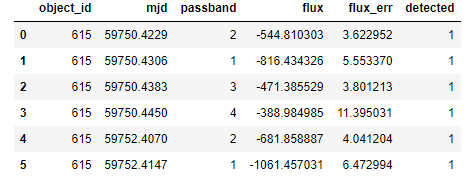 object_id mjd passband flux flux_err detected
0 615 59750.4229 2 -544.810303 3.622952 1
1 615 59750.4306 1 -816.434326 5.553370 1
2 615 59750.4383 3 -471.385529 3.801213 1
3 615 59750.4450 4 -388.984985 11.395031 1
4 615 59752.4070 2 -681.858887 4.041204 1
5 615 59752.4147 1 -1061.457031 6.472994 1